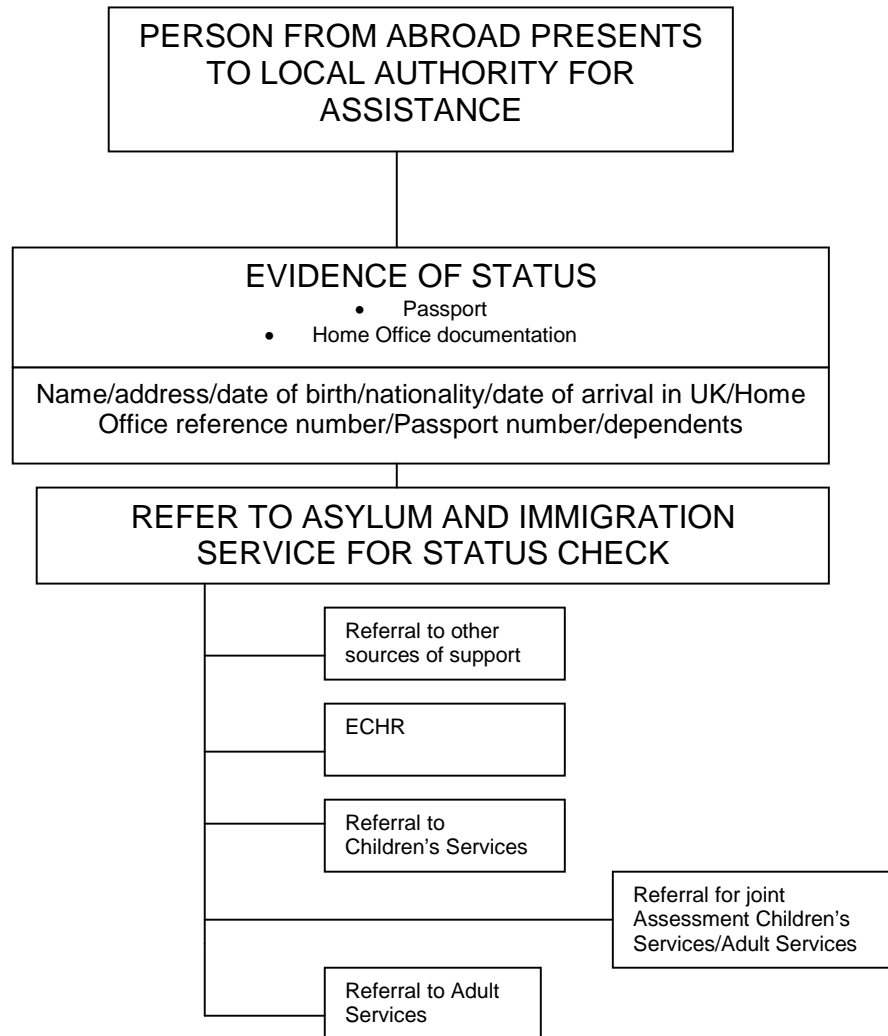 PERSON FROM ABROAD PRESENTS
TO LOCAL AUTHORITY FOR
ASSISTANCE
EVIDENCE OF STATUS
• Passport
• Home Office documentation
Name/address/date of birth/nationality/date of arrival in UK/Home
Office reference number/Passport number/dependents
REFER TO ASYLUM AND IMMIGRATION
SERVICE FOR STATUS CHECK
Referral to other
sources of support
ECHR
Referral to
Children’s Services
Referral for joint
Assessment Children’s
Services/Adult Services
Referral to Adult
Services